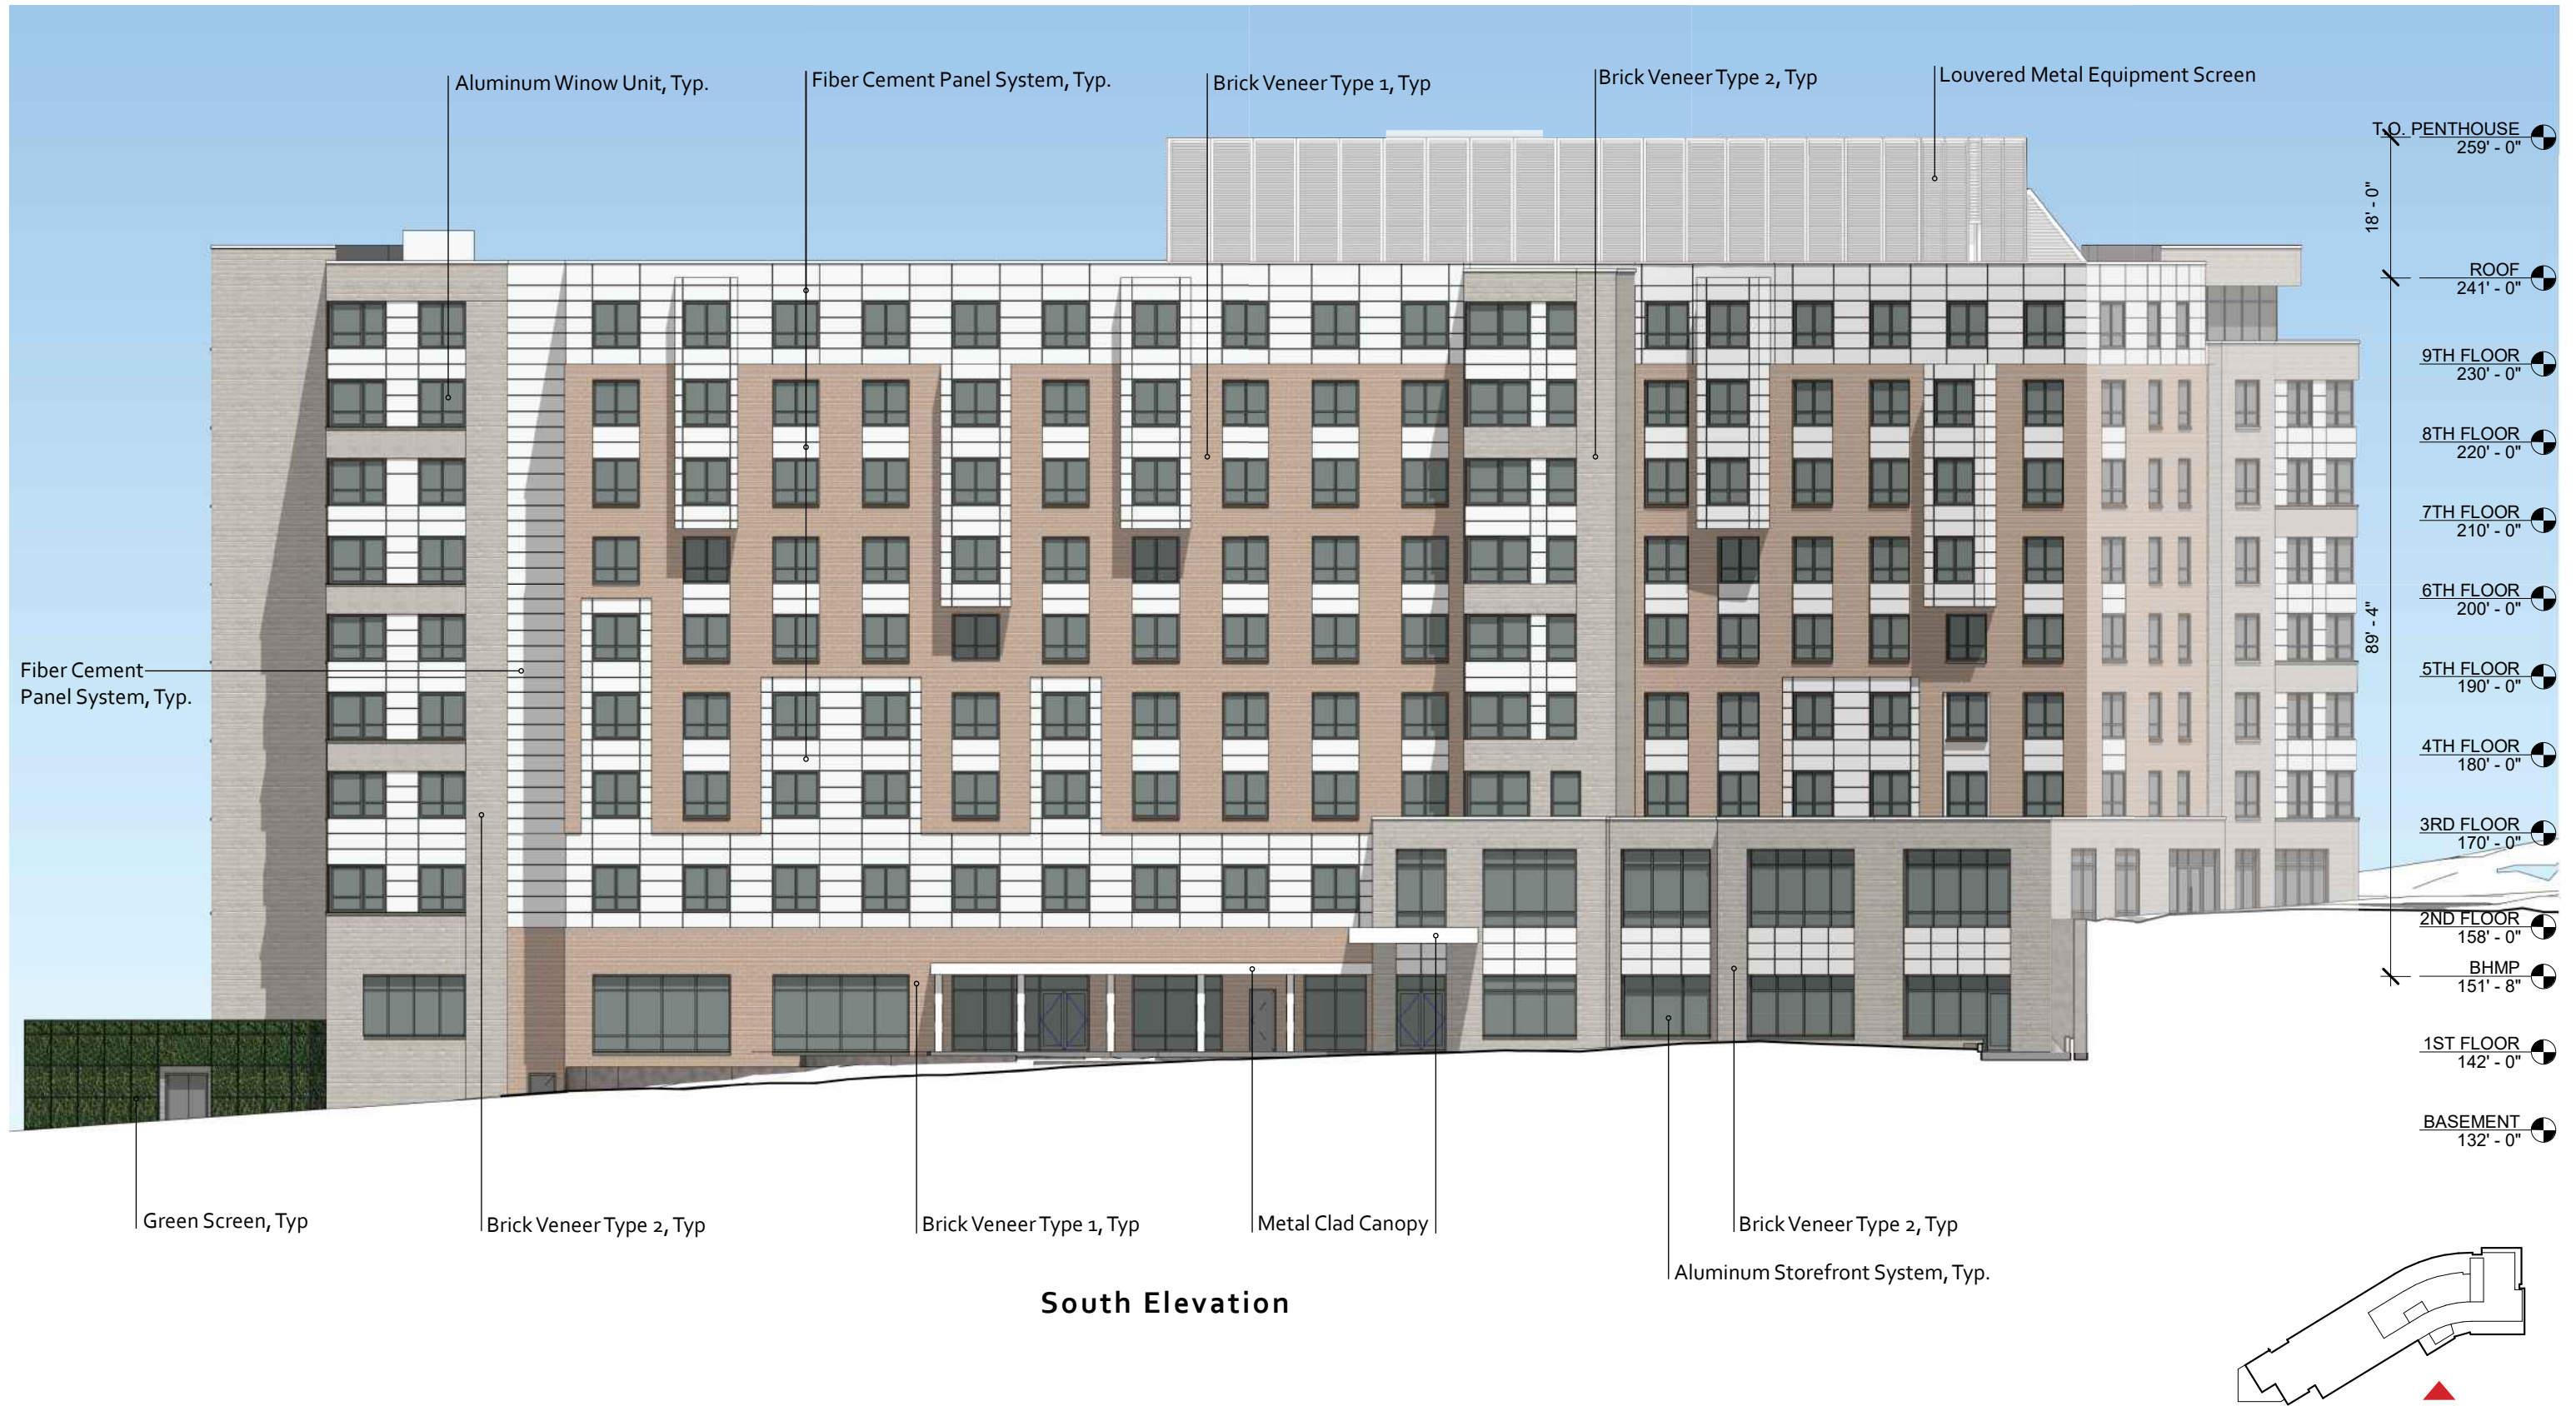 Aluminum Winow Unit, Typ.
Fiber Cement Panel System, Typ.
Brick Veneer Type 1, Typ
Brick Veneer Type 2, Typ
Louvered Metal Equipment Screen
T.O. PENTHOUSE
259' - 0"
18' - 0"
ROOF
241' - 0"
9TH FLOOR
230' - 0"
8TH FLOOR
220' - 0"
7TH FLOOR
210' - 0"
6TH FLOOR
200' - 0"
89' - 4"
5TH FLOOR
190' - 0"
4TH FLOOR
180' - 0"
3RD FLOOR
170' - 0"
2ND FLOOR
158' - 0"
BHMP
151' - 8"
1ST FLOOR
142' - 0"
BASEMENT
132' - 0"
Fiber Cement
Panel System, Typ.
Green Screen, Typ
Brick Veneer Type 2, Typ
Brick Veneer Type 1, Typ
Metal Clad Canopy
Brick Veneer Type 2, Typ
Aluminum Storefront System, Typ.
South Elevation